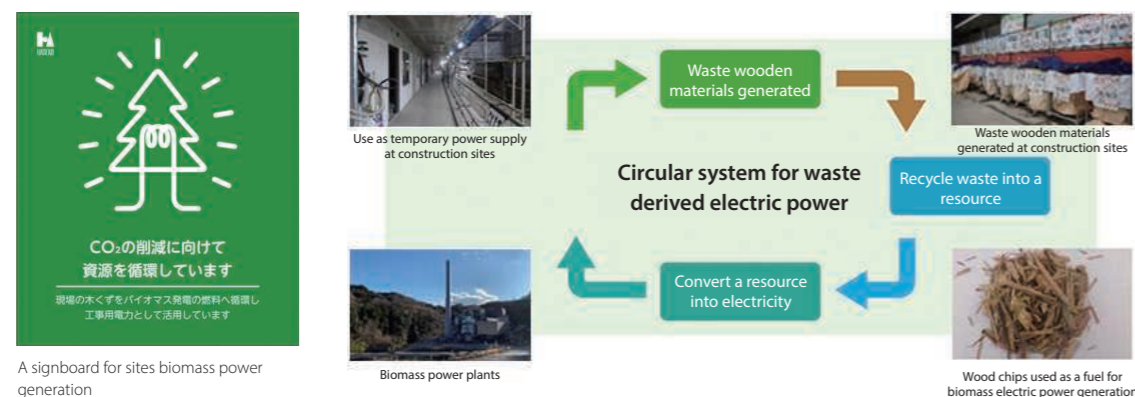 CO₂の削減に向けて
資源を循環しています
現場の木くずをバイオマス発電の燃料へ循環し
工事用電力として活用しています
A signboard for sites biomass power
generation
Use as temporary power supply
at construction sites
Waste wooden
materials generated
Waste wooden materials
generated at construction sites
Circular system for waste
derived electric power
Recycle waste into a
resource
Convert a resource
into electricity
Biomass power plants
Wood chips used as a fuel for
biomass electric power generation